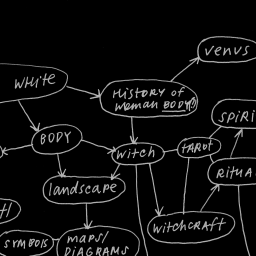 venus
WHITE
HISTORY of
woman BODY
SPIRI
BODY
witch
TAROT
landscape
RITUA
witchcraft
SYMBOLS
MAPS/
DiAGRAMS